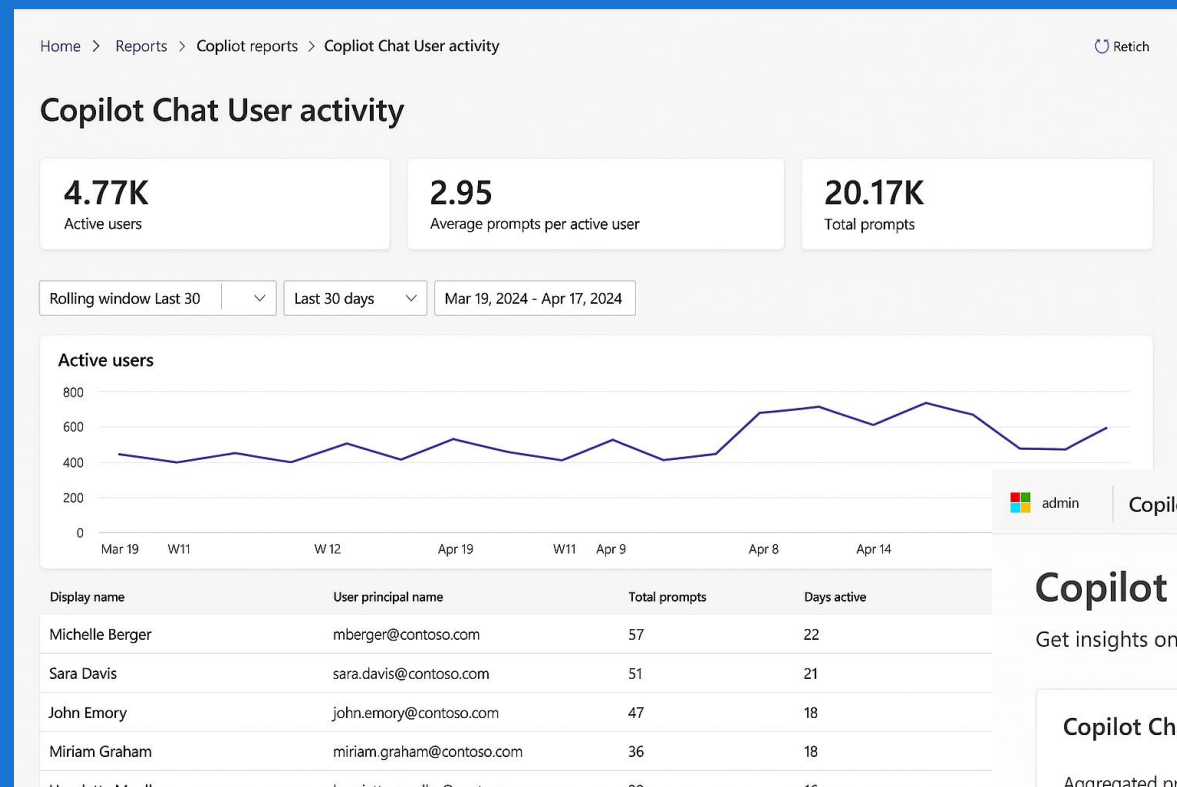 Home > Reports > Copliot reports > Copliot Chat User activity
Retich
Copilot Chat User activity
4.77K
Active users
2.95
Average prompts per active user
20.17K
Total prompts
Rolling window Last 30
Last 30 days
Mar 19, 2024 - Apr 17, 2024
Active users
800
600
400
200
0
Mar 19 W11 W 12 Apr 19 W11 Apr 9 Apr 8 Apr 14
Display name User principal name Total prompts Days active
Michelle Berger mberger@contoso.com 57 22
Sara Davis sara.davis@contoso.com 51 21
John Emory john.emory@contoso.com 47 18
Miriam Graham miriam.graham@contoso.com 36 18
admin
Copil
Copilot
Get insights on
Copilot Ch
Aggregated